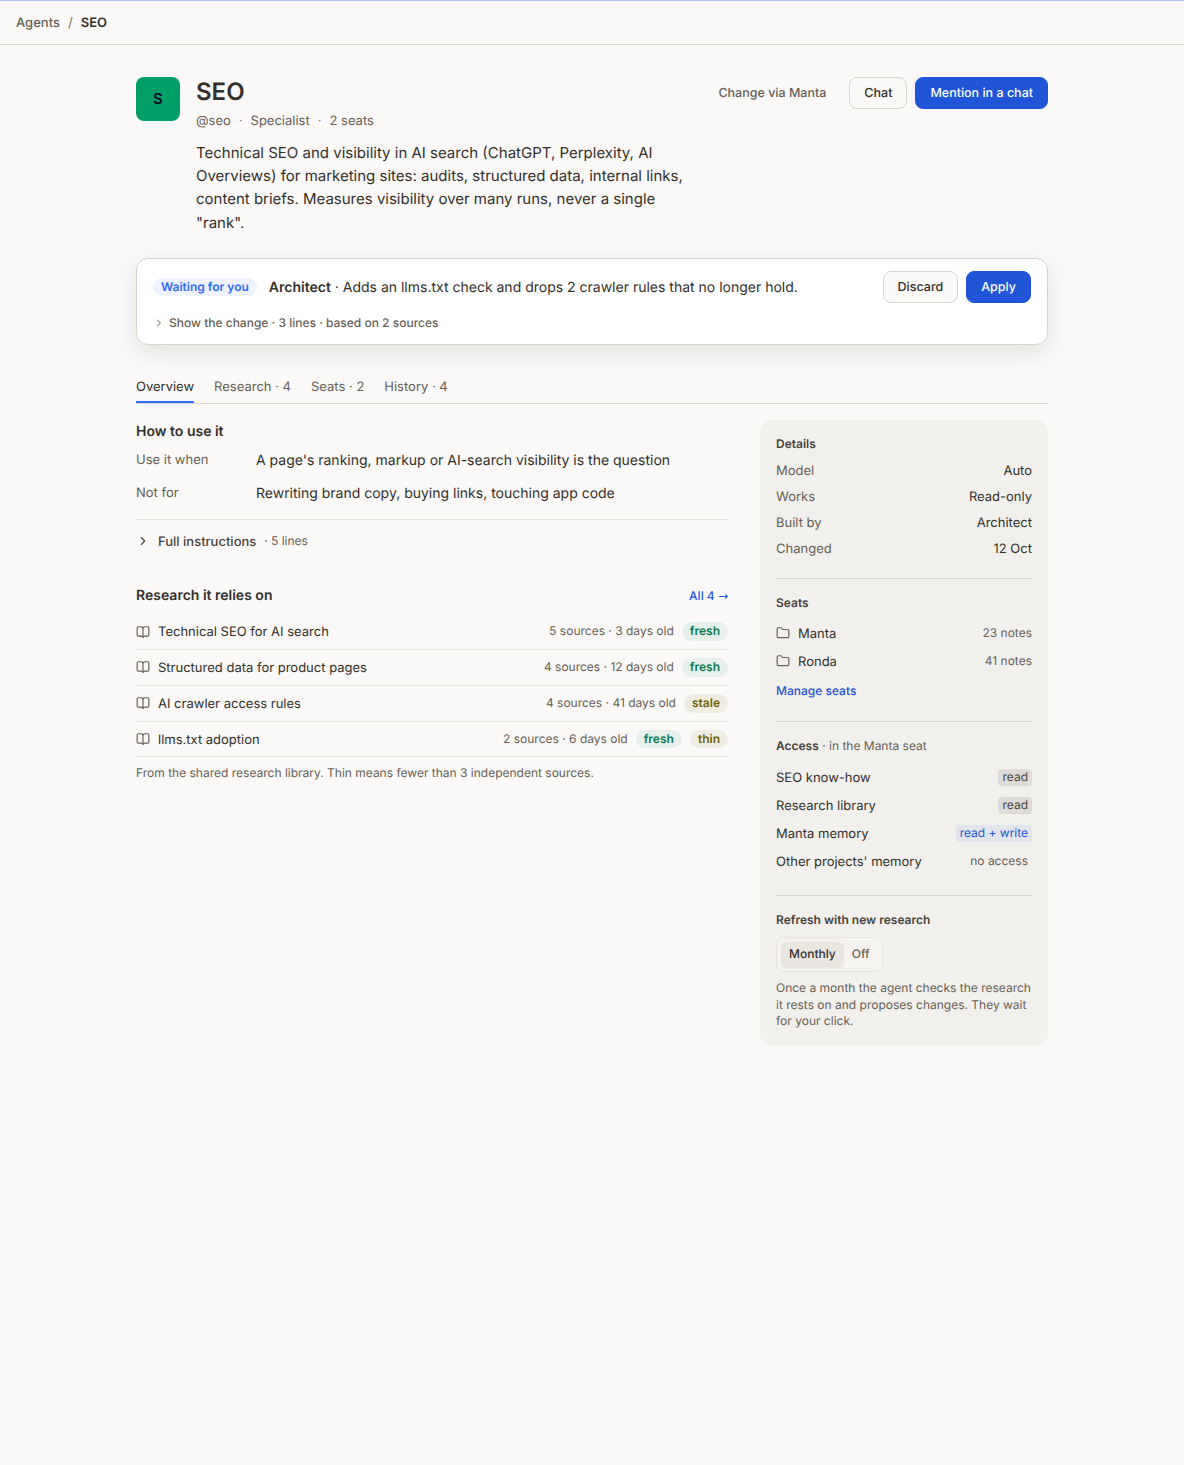 Agents / SEO
S
SEO
Change via Manta
Chat
Mention in a chat
@seo · Specialist · 2 seats
Technical SEO and visibility in AI search (ChatGPT, Perplexity, AI
Overviews) for marketing sites: audits, structured data, internal links,
content briefs. Measures visibility over many runs, never a single
"rank".
Waiting for you
Architect · Adds an llms.txt check and drops 2 crawler rules that no longer hold.
Discard
Apply
Show the change · 3 lines · based on 2 sources
Overview
Research · 4
Seats · 2
History · 4
How to use it
Use it when A page's ranking, markup or AI-search visibility is the question
Not for Rewriting brand copy, buying links, touching app code
Full instructions · 5 lines
Research it relies on
All 4 →
Technical SEO for AI search 5 sources · 3 days old fresh
Structured data for product pages 4 sources · 12 days old fresh
AI crawler access rules 4 sources · 41 days old stale
llms.txt adoption 2 sources · 6 days old fresh thin
From the shared research library. Thin means fewer than 3 independent sources.
Details
Model Auto
Works Read-only
Built by Architect
Changed 12 Oct
Seats
Manta 23 notes
Ronda 41 notes
Manage seats
Access · in the Manta seat
SEO know-how read
Research library read
Manta memory read + write
Other projects' memory no access
Refresh with new research
Monthly Off
Once a month the agent checks the research
it rests on and proposes changes. They wait
for your click.